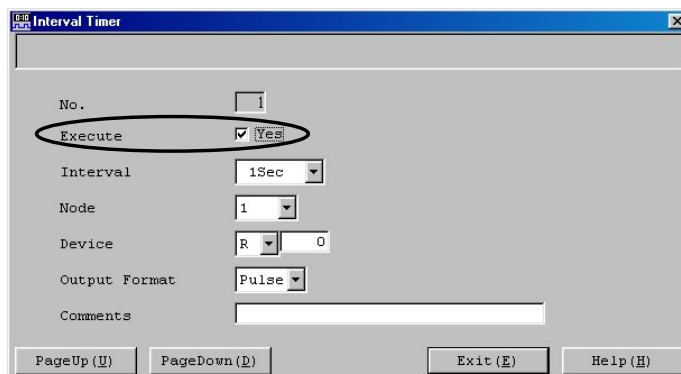 Interval Timer
No. 1
Execute Yes
Interval 1Sec
Node 1
Device R 0
Output Format Pulse
Comments
PageUp(U) PageDown(D) Exit(E) Help(H)